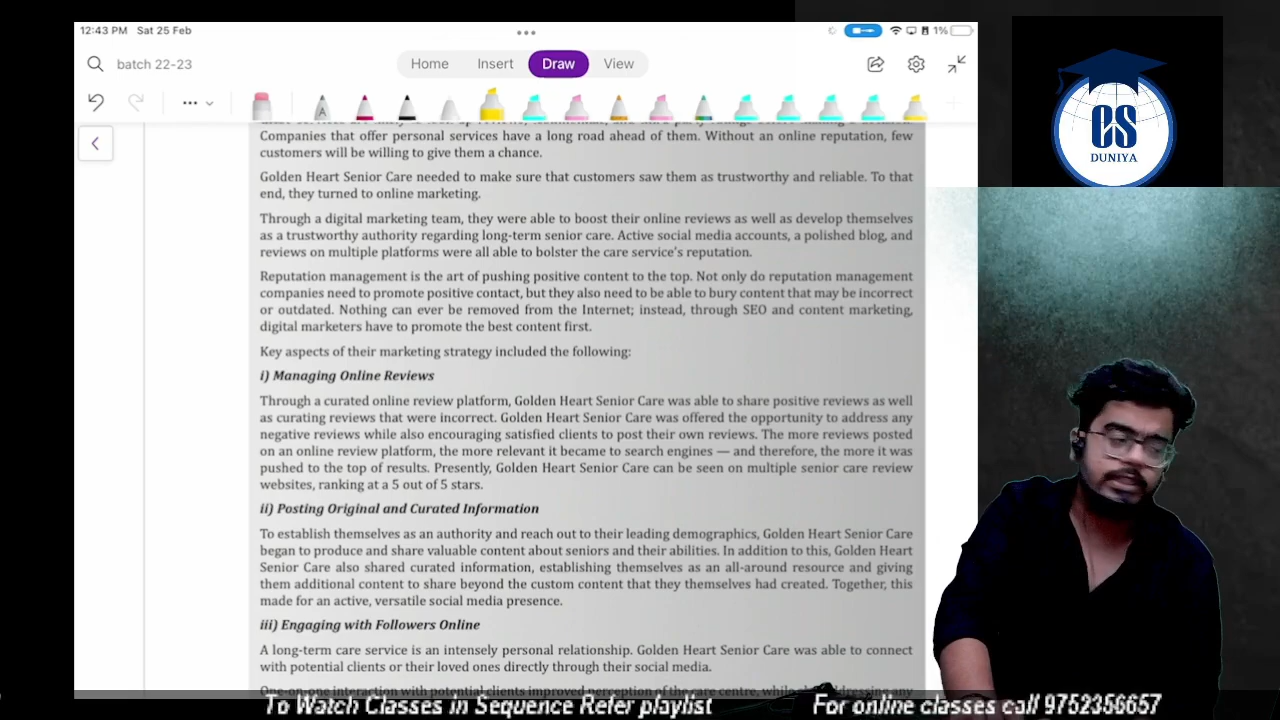 12:43 PM Sat 25 Feb
1%
batch 22-23
Home Insert Draw View
Companies that offer personal services have a long road ahead of them. Without an online reputation, few
customers will be willing to give them a chance.
Golden Heart Senior Care needed to make sure that customers saw them as trustworthy and reliable. To that
end, they turned to online marketing.
Through a digital marketing team, they were able to boost their online reviews as well as develop themselves
as a trustworthy authority regarding long-term senior care. Active social media accounts, a polished blog, and
reviews on multiple platforms were all able to bolster the care service's reputation.
Reputation management is the art of pushing positive content to the top. Not only do reputation management
companies need to promote positive contact, but they also need to be able to bury content that may be incorrect
or outdated. Nothing can ever be removed from the Internet; instead, through SEO and content marketing,
digital marketers have to promote the best content first.
Key aspects of their marketing strategy included the following:
i) Managing Online Reviews
Through a curated online review platform, Golden Heart Senior Care was able to share positive reviews as well
as curating reviews that were incorrect. Golden Heart Senior Care was offered the opportunity to address any
negative reviews while also encouraging satisfied clients to post their own reviews. The more reviews posted
on an online review platform, the more relevant it became to search engines — and therefore, the more it was
pushed to the top of results. Presently, Golden Heart Senior Care can be seen on multiple senior care review
websites, ranking at a 5 out of 5 stars.
ii) Posting Original and Curated Information
To establish themselves as an authority and reach out to their leading demographics, Golden Heart Senior Care
began to produce and share valuable content about seniors and their abilities. In addition to this, Golden Heart
Senior Care also shared curated information, establishing themselves as an all-around resource and giving
them additional content to share beyond the custom content that they themselves had created. Together, this
made for an active, versatile social media presence.
iii) Engaging with Followers Online
A long-term care service is an intensely personal relationship. Golden Heart Senior Care was able to connect
with potential clients or their loved ones directly through their social media.
One-on-one interaction with potential clients improved perception of the care centre, while
CS
DUNIYA
To Watch Classes in Sequence Refer playlist
For online classes call 9752356657